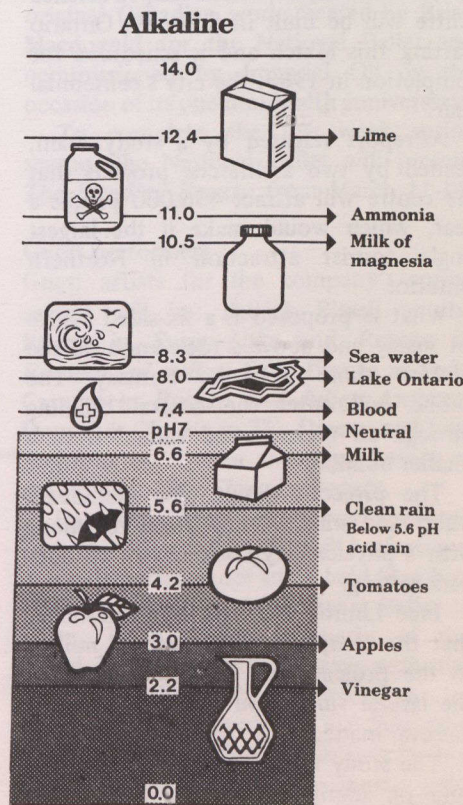 Alkaline
14.0
12.4 Lime
11.0 Ammonia
10.5 Milk of
magnesia
8.3 Sea water
8.0 Lake Ontario
7.4 Blood
pH7 Neutral
6.6 Milk
5.6 Clean rain
Below 5.6 pH
acid rain
4.2 Tomatoes
3.0 Apples
2.2 Vinegar
0.0